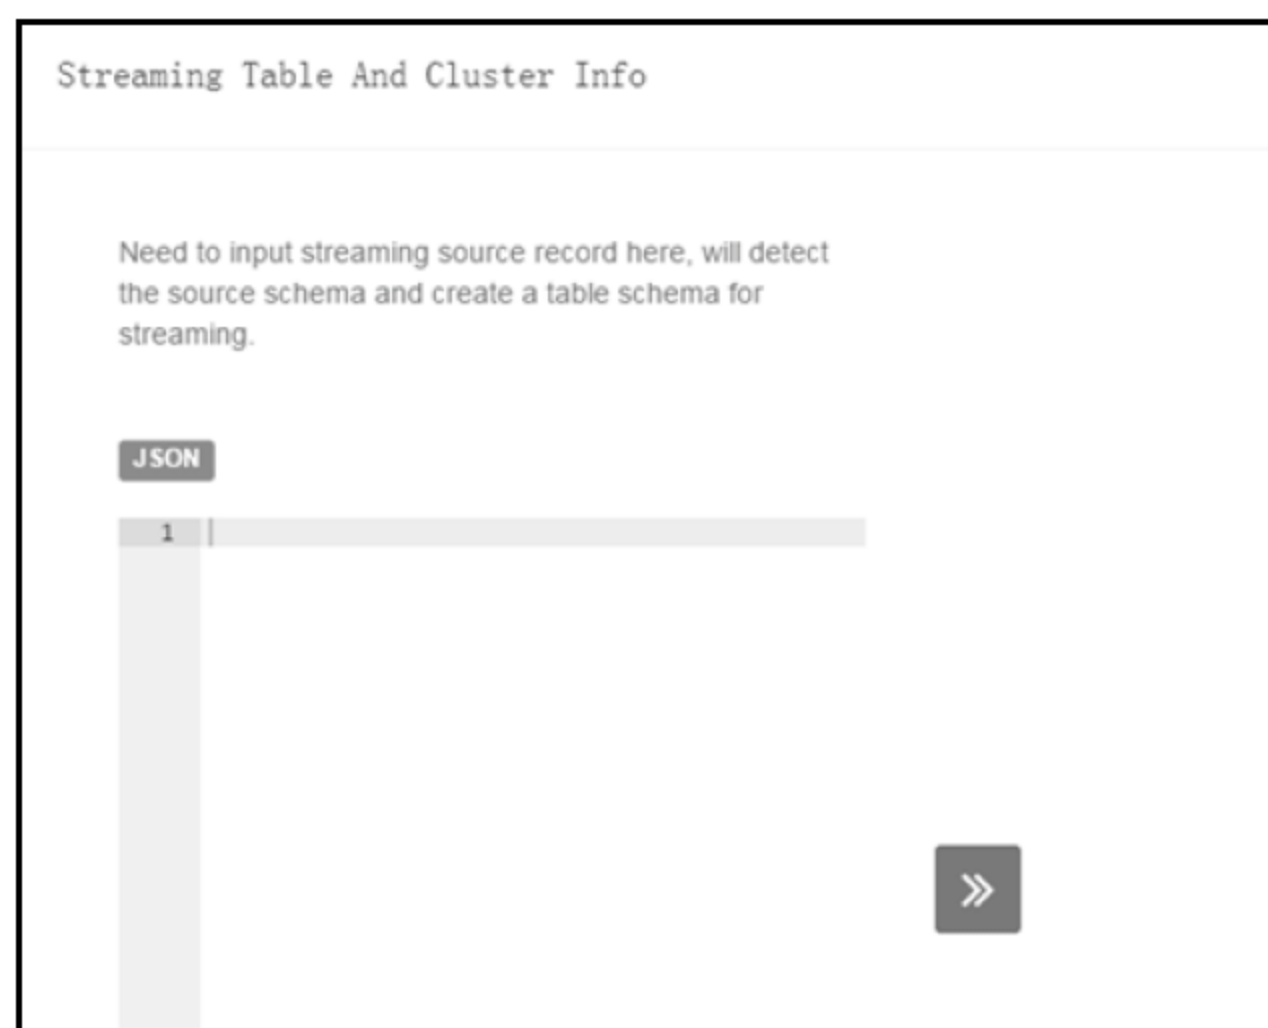 Streaming Table And Cluster Info
Need to input streaming source record here, will detect
the source schema and create a table schema for
streaming.
JSON
1